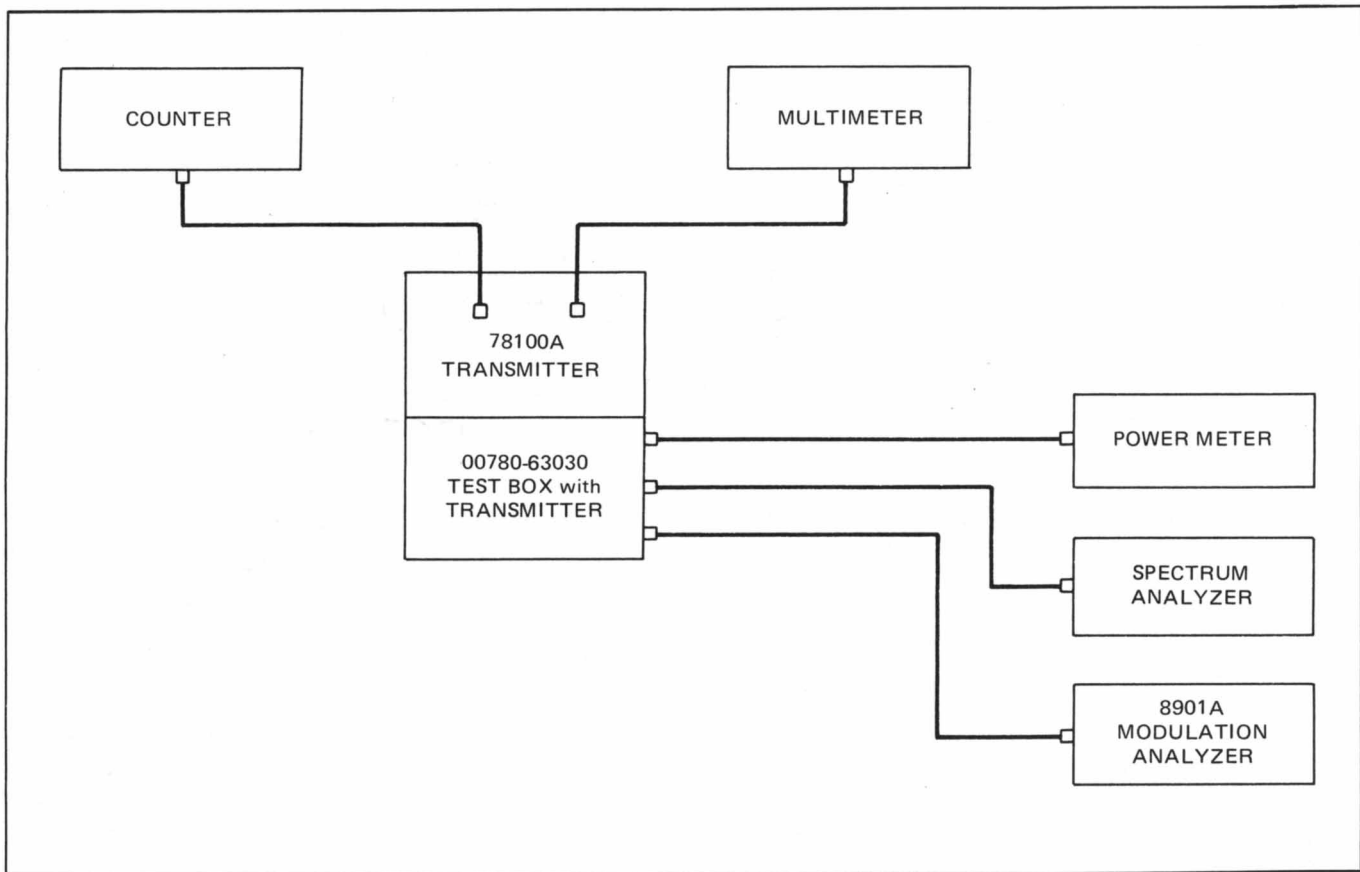 COUNTER
MULTIMETER
78100A
TRANSMITTER
00780-63030
TEST BOX with
TRANSMITTER
POWER METER
SPECTRUM
ANALYZER
8901A
MODULATION
ANALYZER